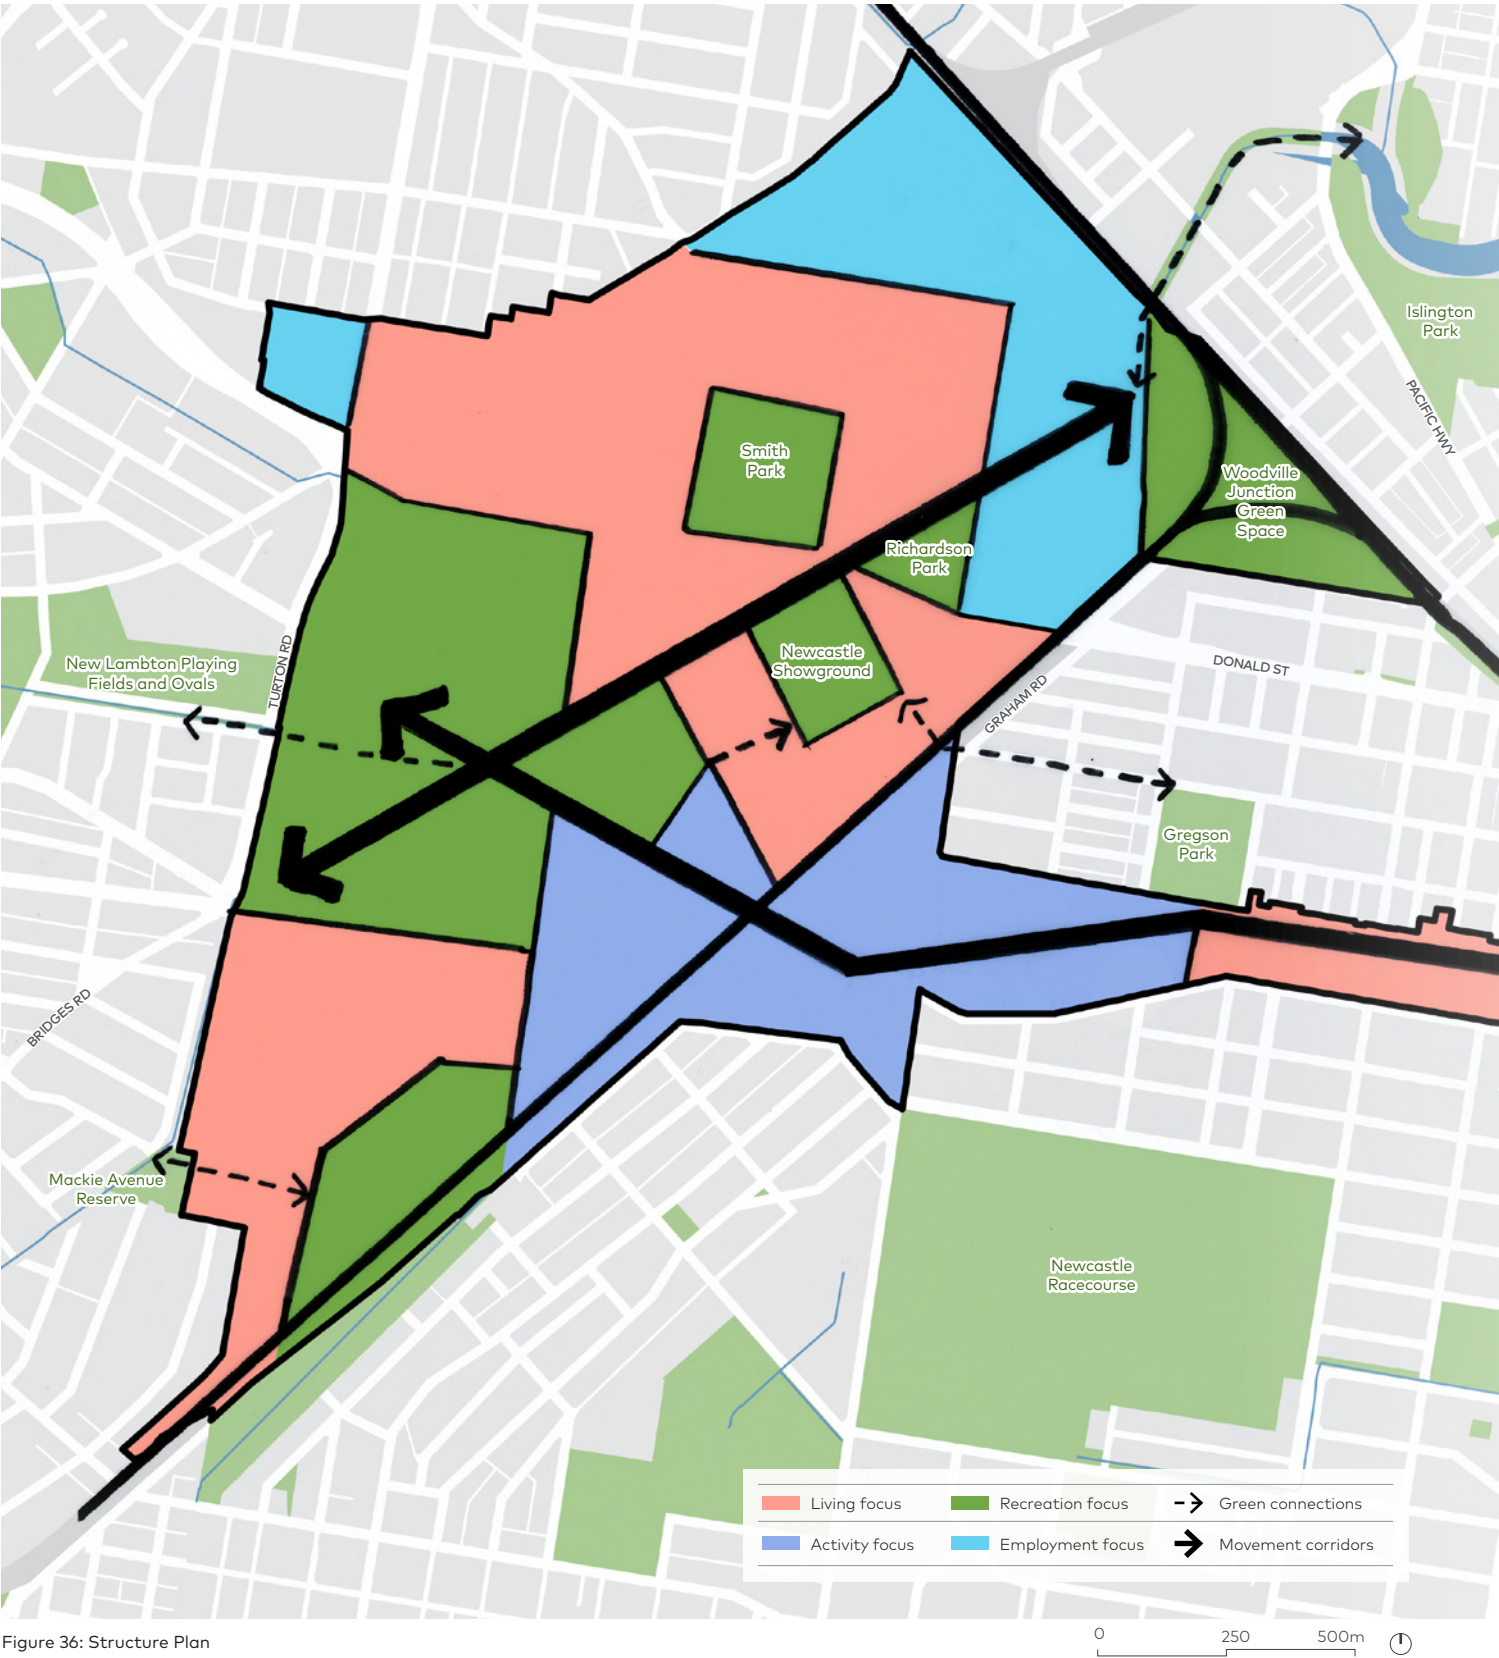 Islington
Park
PACIFIC HWY
Smith
Park
Woodville
Junction
Green
Space
Richardson
Park
New Lambton Playing
Fields and Ovals
TURTON RD
Newcastle
Showground
DONALD ST
GRAHAM RD
Gregson
Park
BRIDGES RD
Mackie Avenue
Reserve
Newcastle
Racecourse
Living focus
Recreation focus
Green connections
Activity focus
Employment focus
Movement corridors
Figure 36: Structure Plan
0 250 500m